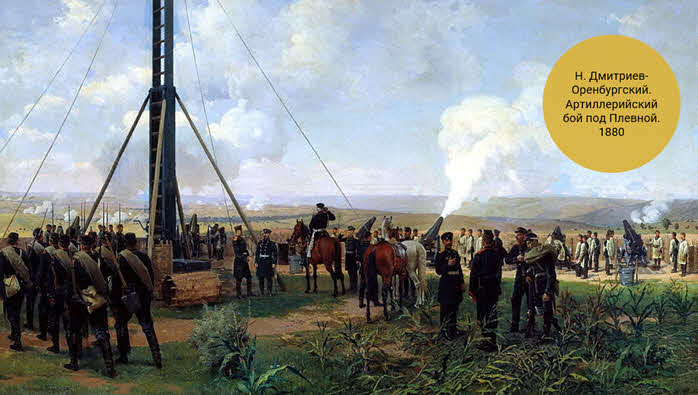 Н. Дмитриев-
Оренбургский.
Артиллерийский
бой под Плевной.
1880